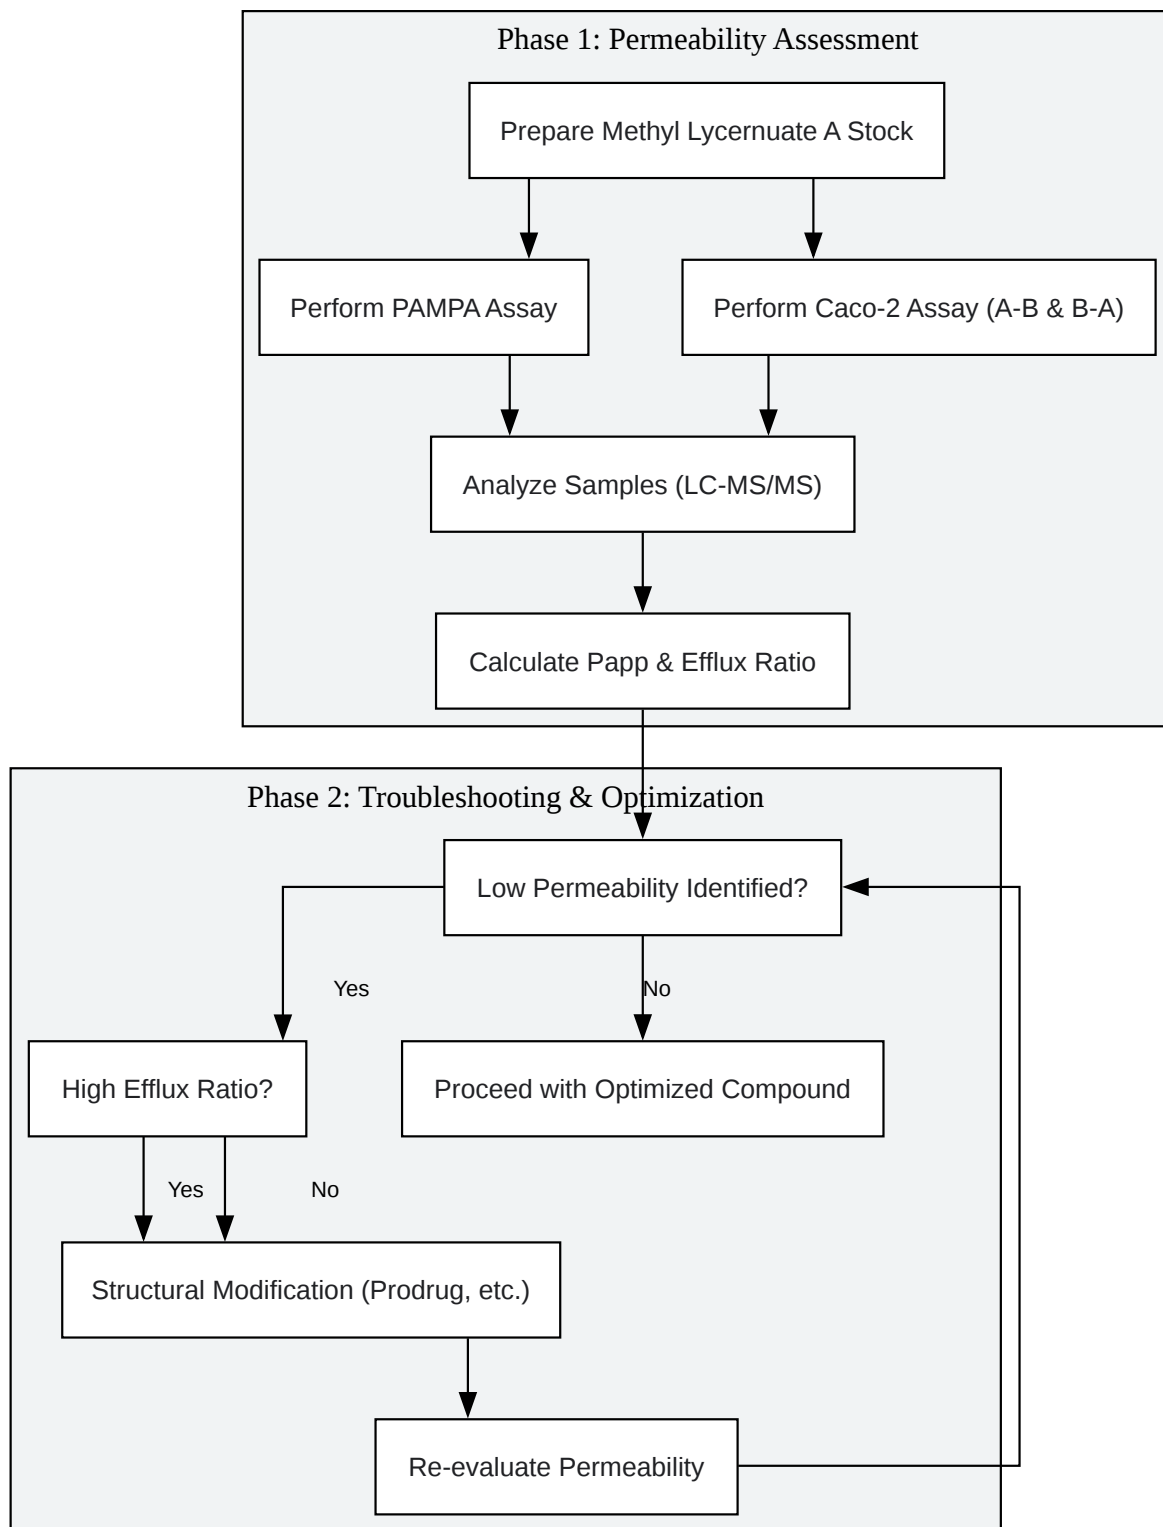 Phase 1: Permeability Assessment
Prepare Methyl Lycernuate A Stock
Perform PAMPA Assay
Perform Caco-2 Assay (A-B & B-A)
Analyze Samples (LC-MS/MS)
Calculate Papp & Efflux Ratio
Phase 2: Troubleshooting & Optimization
Low Permeability Identified?
Yes
No
High Efflux Ratio?
Proceed with Optimized Compound
Yes
No
Structural Modification (Prodrug, etc.)
Re-evaluate Permeability